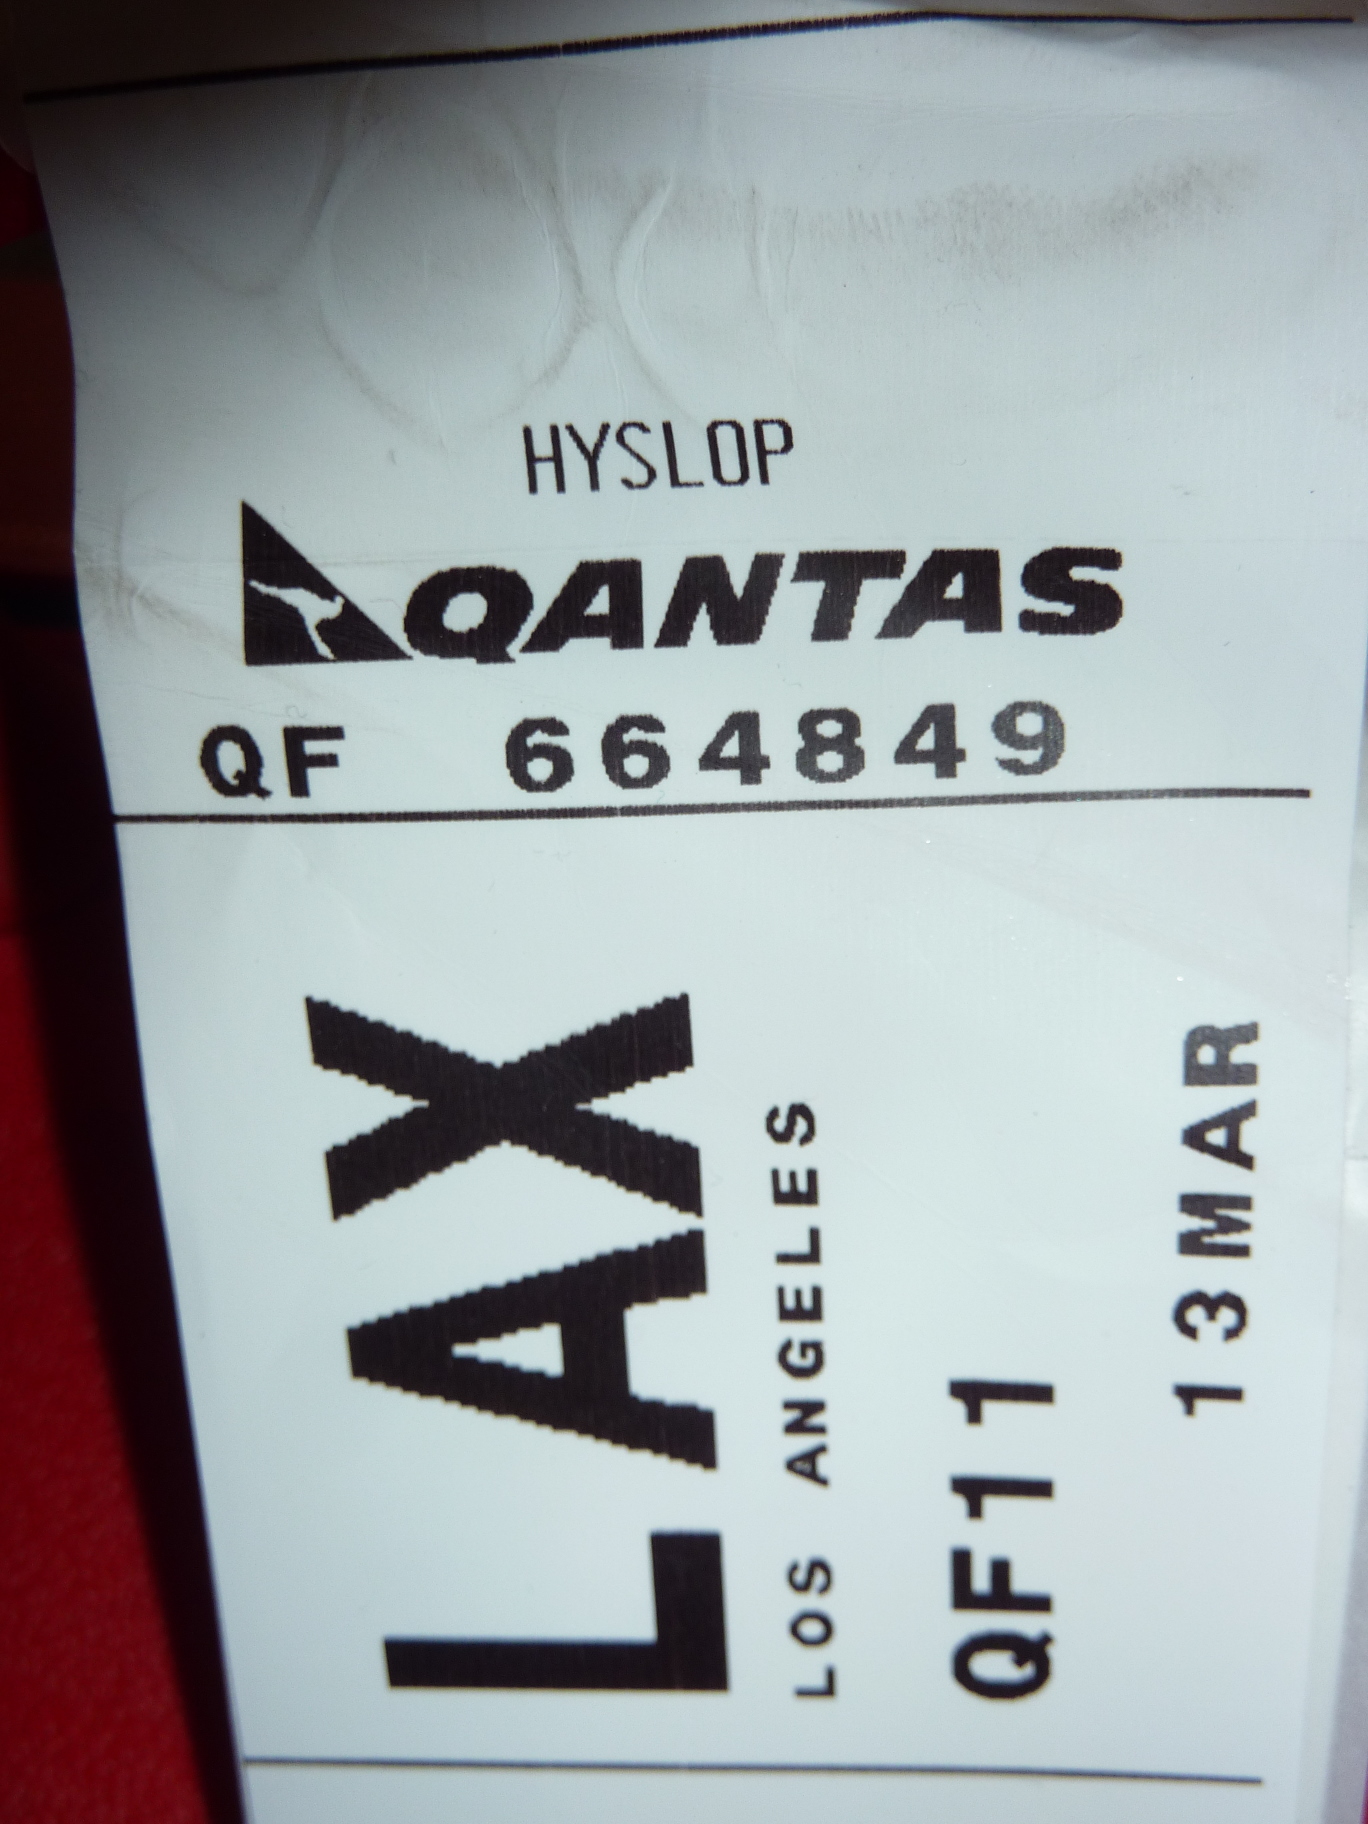 HYSLOP
QANTAS
QF 664849
LAX
LOS ANGELES
QF11
13MAR